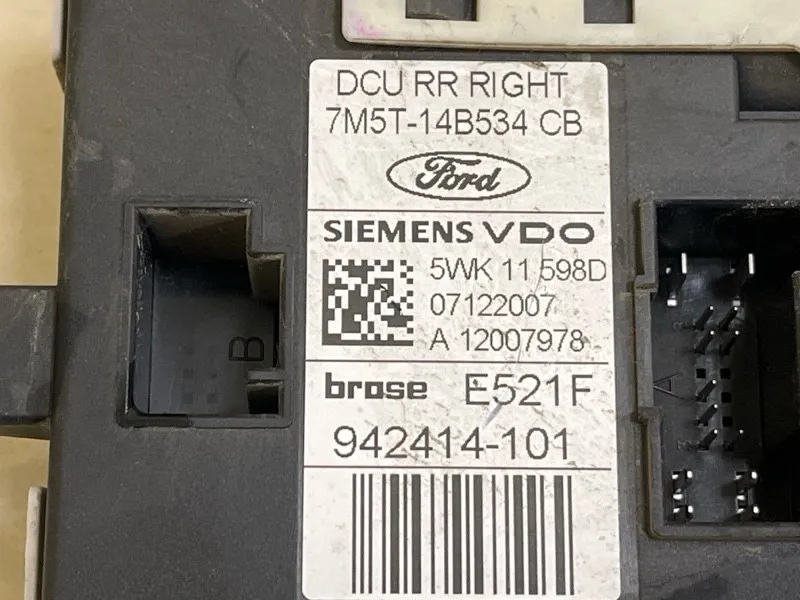 DCU RR RIGHT
7M5T-14B534 CB
Ford
SIEMENS VDO
5WK 11 598D
07122007
A 12007978
brose E521F
942414-101
B
A